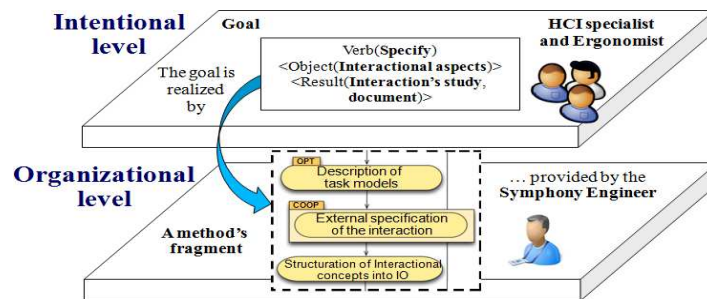 Intentional
level
Goal
Verb(Specify)
<Object(Interactional aspects)>
<Result(Interaction's study,
document)>
HCI specialist
and Ergonomist
The goal is
realized
by
Organizational
level
A method's
fragment
OPT
Description of
task models
COOP
External specification
of the interaction
Structuration of Interactional
concepts into IO
... provided by the
Symphony Engineer